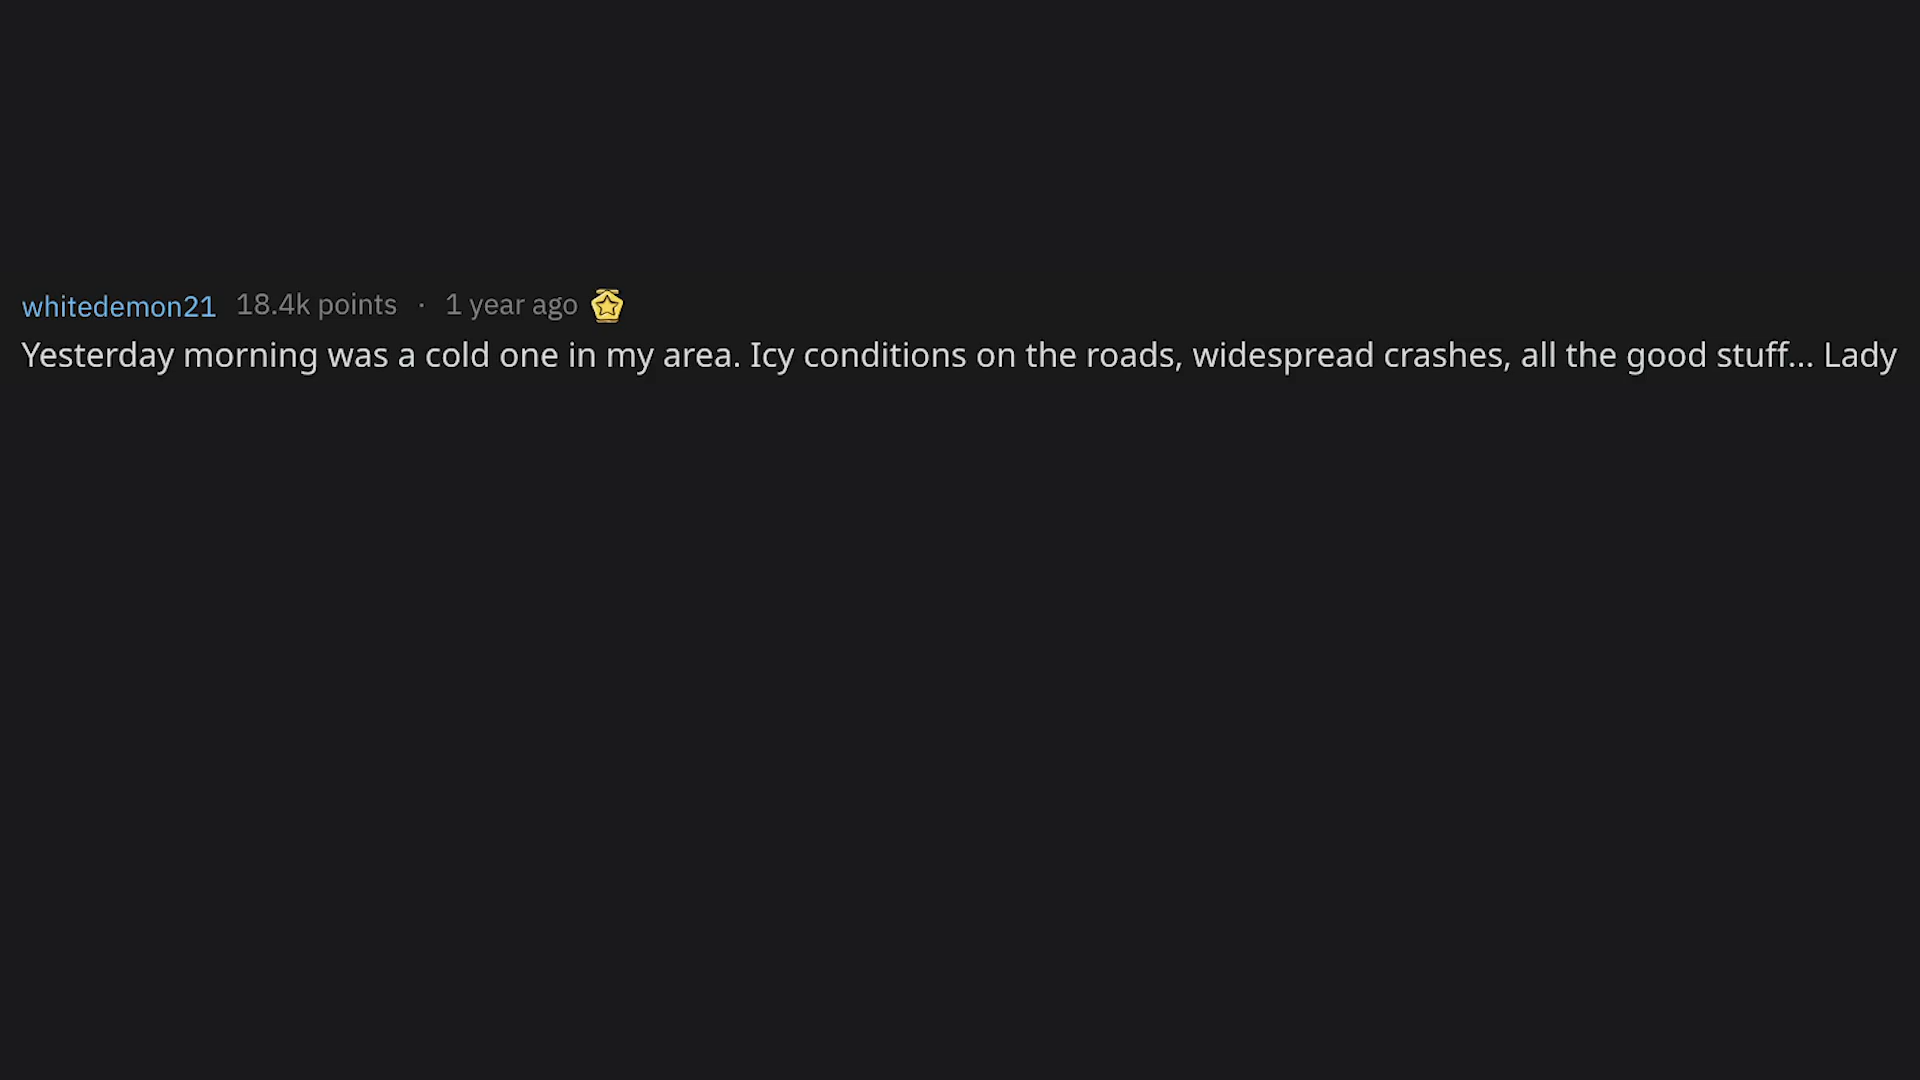 whitedemon21 18.4k points · 1 year ago
Yesterday morning was a cold one in my area. Icy conditions on the roads, widespread crashes, all the good stuff... Lady